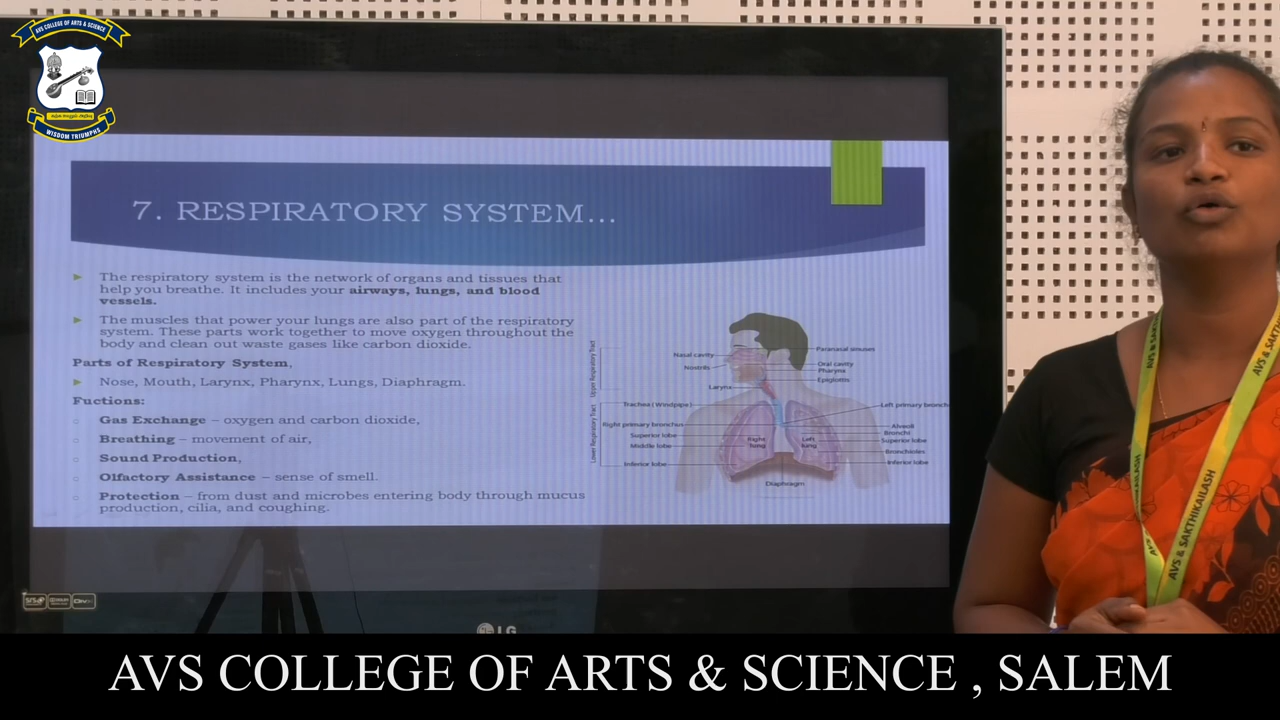 AVS COLLEGE OF ARTS & SCIENCE
WISDOM TRIUMPHS
7. RESPIRATORY SYSTEM...
The respiratory system is the network of organs and tissues that
help you breathe. It includes your airways, lungs, and blood
vessels.
The muscles that power your lungs are also part of the respiratory
system. These parts work together to move oxygen throughout the
body and clean out waste gases like carbon dioxide.
Parts of Respiratory System,
Nose, Mouth, Larynx, Pharynx, Lungs, Diaphragm.
Fuctions:
Gas Exchange – oxygen and carbon dioxide,
Breathing – movement of air,
Sound Production,
Olfactory Assistance – sense of smell.
Protection – from dust and microbes entering body through mucus
production, cilia, and coughing.
Upper Respiratory Tract
Lower Respiratory Tract
Nasal cavity
Nostrils
Larynx
Trachea (Windpipe)
Right primary bronchus
Superior lobe
Middle lobe
Inferior lobe
Right
lung
Left
lung
Diaphragm
Paranasal sinuses
Oral cavity
Pharynx
Epiglottis
Left primary bronch
Alveoli
Bronchi
Superior lobe
Bronchioles
Inferior lobe
LG
AVS & SAKTHIKAILASH
AVS & SAKTHIKAILASH
AVS COLLEGE OF ARTS & SCIENCE , SALEM